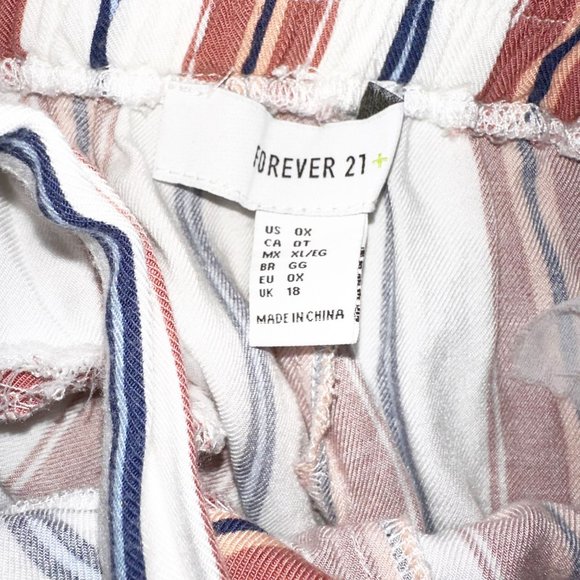 FOREVER 21+
US 0X
CA 0T
MX XL/EG
BR GG
EU 0X
UK 18
MADE IN CHINA